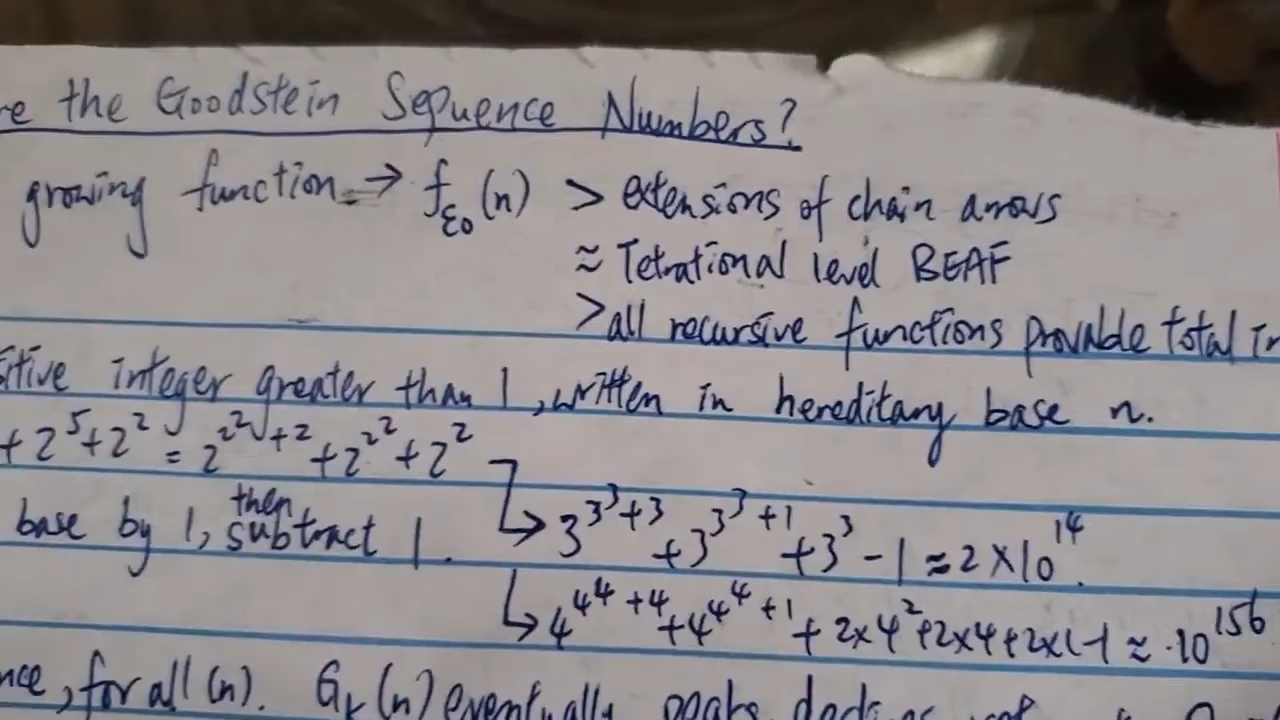 re the Goodstein Sequence Numbers?
growing function → f_ε₀(n) > extensions of chain arrows
≈ Tetrational level BEAF
> all recursive functions provable total in
itive integer greater than 1, written in hereditary base n.
+ 2^5 + 2^2 = 2^(2^2+2) + 2^(2^2) + 2^2
base by 1, then subtract 1. ↳ 3^(3^3+3) + 3^(3^3+1) + 3^3 - 1 ≈ 2×10^14.
↳ 4^(4^4+4) + 4^(4^4+1) + 2×4^2 + 2×4 + 2×1-1 ≈ 10^156
nce, for all (n). G_k(n) eventually peaks,